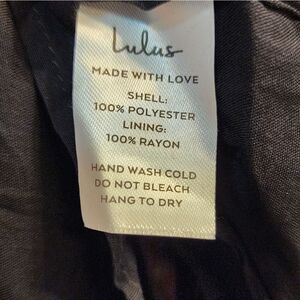 Lulus
MADE WITH LOVE
SHELL:
100% POLYESTER
LINING:
100% RAYON
HAND WASH COLD
DO NOT BLEACH
HANG TO DRY